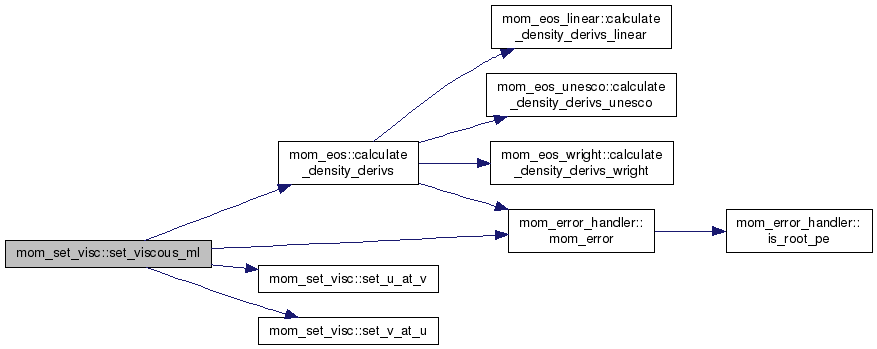 mom_eos_linear::calculate
_density_derivs_linear
mom_eos_unesco::calculate
_density_derivs_unesco
mom_eos::calculate
_density_derivs
mom_eos_wright::calculate
_density_derivs_wright
mom_error_handler::
mom_error
mom_error_handler::
is_root_pe
mom_set_visc::set_viscous_ml
mom_set_visc::set_u_at_v
mom_set_visc::set_v_at_u